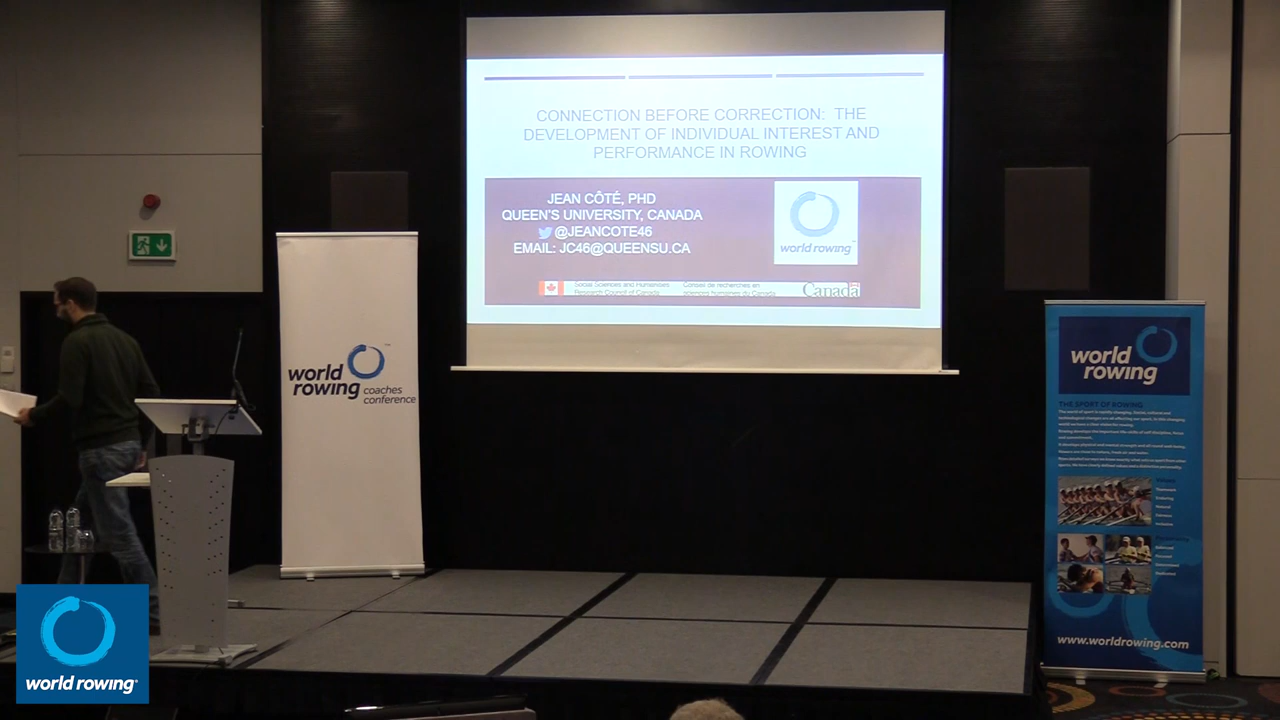 CONNECTION BEFORE CORRECTION: THE
DEVELOPMENT OF INDIVIDUAL INTEREST AND
PERFORMANCE IN ROWING
JEAN CÔTÉ, PHD
QUEEN'S UNIVERSITY, CANADA
@JEANCOTE46
EMAIL: JC46@QUEENSU.CA
world rowing
Social Sciences and Humanities
Research Council of Canada
Conseil de recherches en
sciences humaines du Canada
Canada
world
rowing
coaches
conference
world
rowing
THE SPORT OF ROWING
www.worldrowing.com
world rowing